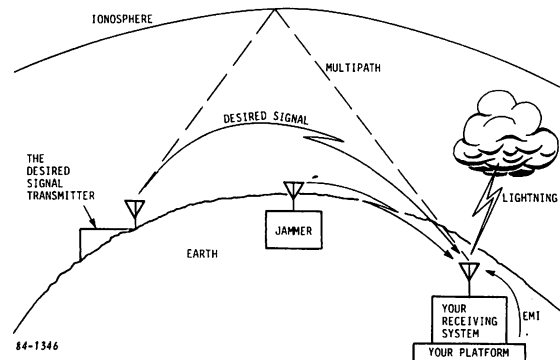 IONOSPHERE
MULTIPATH
DESIRED SIGNAL
THE
DESIRED
SIGNAL
TRANSMITTER
LIGHTNING
JAMMER
EARTH
YOUR
RECEIVING
SYSTEM
EMI
YOUR PLATFORM
84-1346